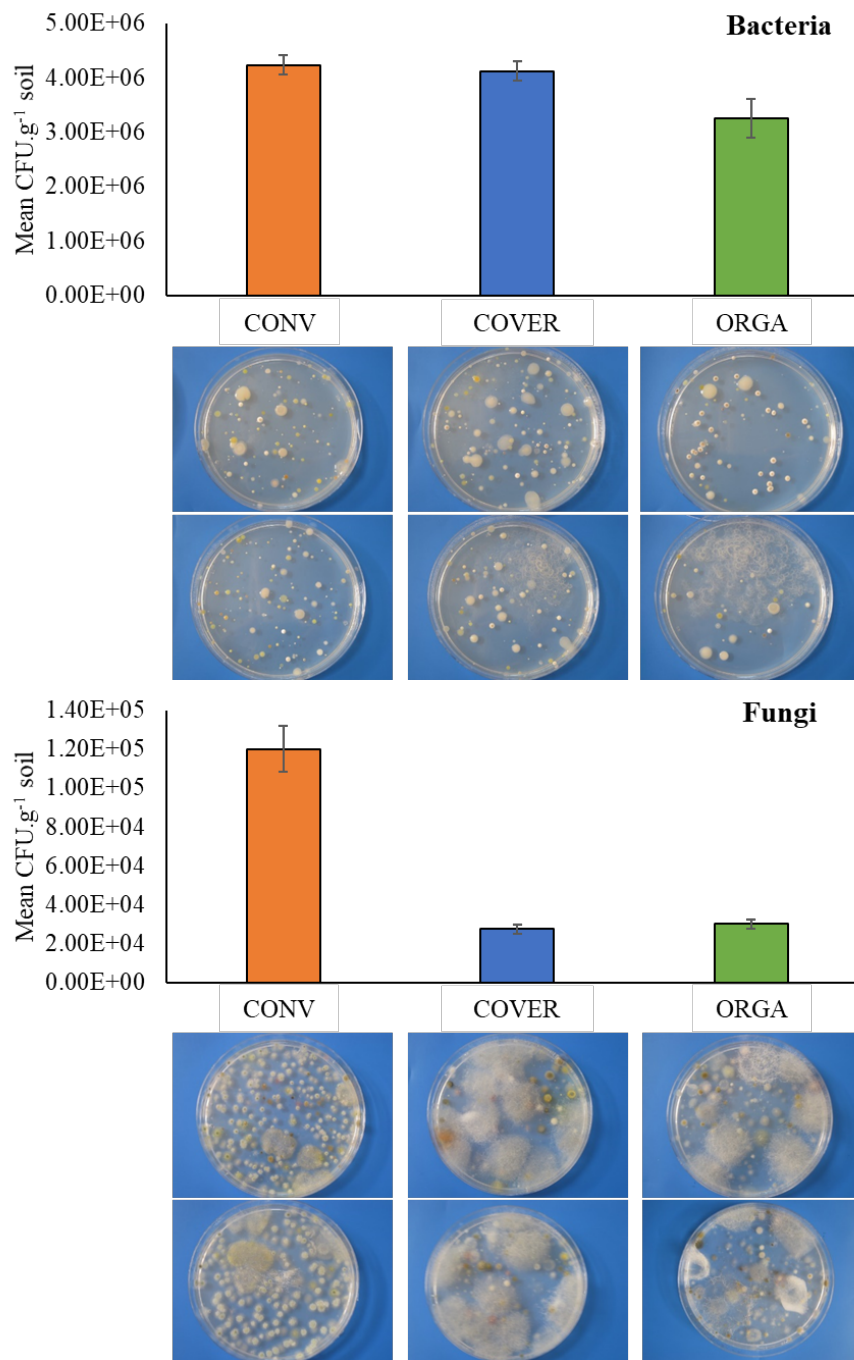 Bacteria
Mean CFU.g⁻¹ soil
5.00E+06
4.00E+06
3.00E+06
2.00E+06
1.00E+06
0.00E+00
CONV COVER ORGA
Fungi
Mean CFU.g⁻¹ soil
1.40E+05
1.20E+05
1.00E+05
8.00E+04
6.00E+04
4.00E+04
2.00E+04
0.00E+00
CONV COVER ORGA